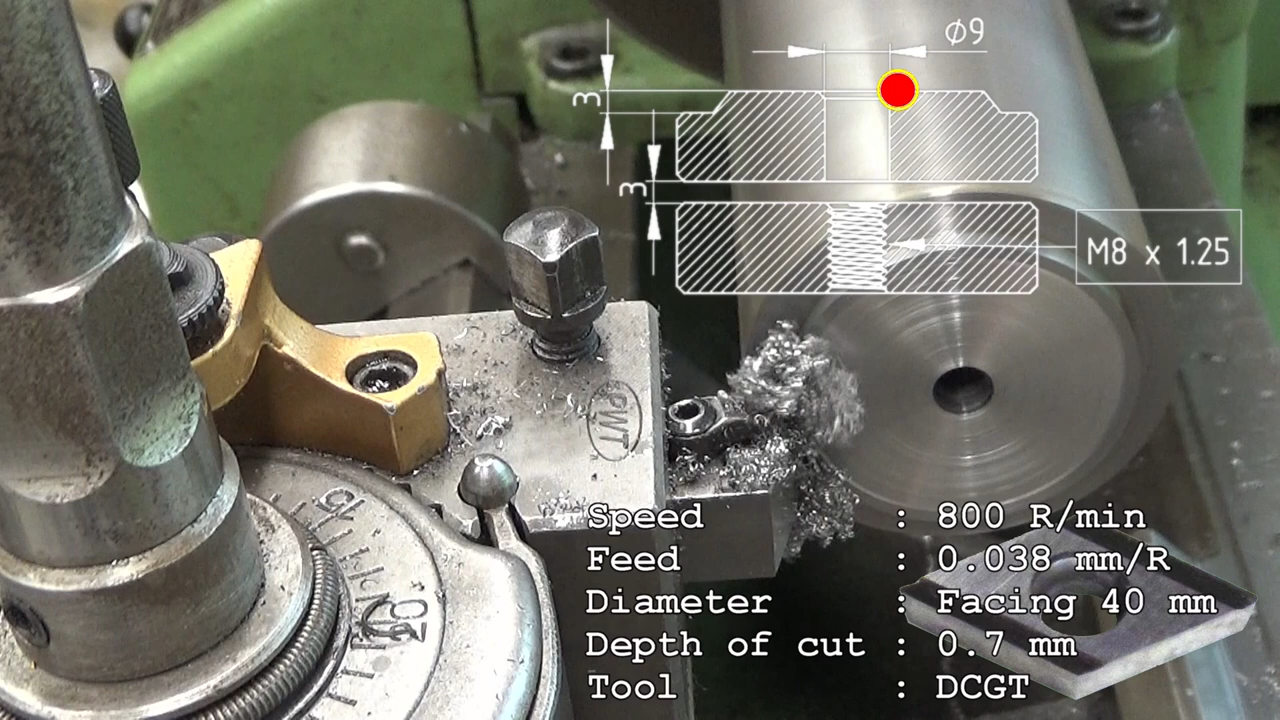 Ø9
3
3
M8 x 1.25
PWT
Speed : 800 R/min
Feed : 0.038 mm/R
Diameter : Facing 40 mm
Depth of cut : 0.7 mm
Tool : DCGT